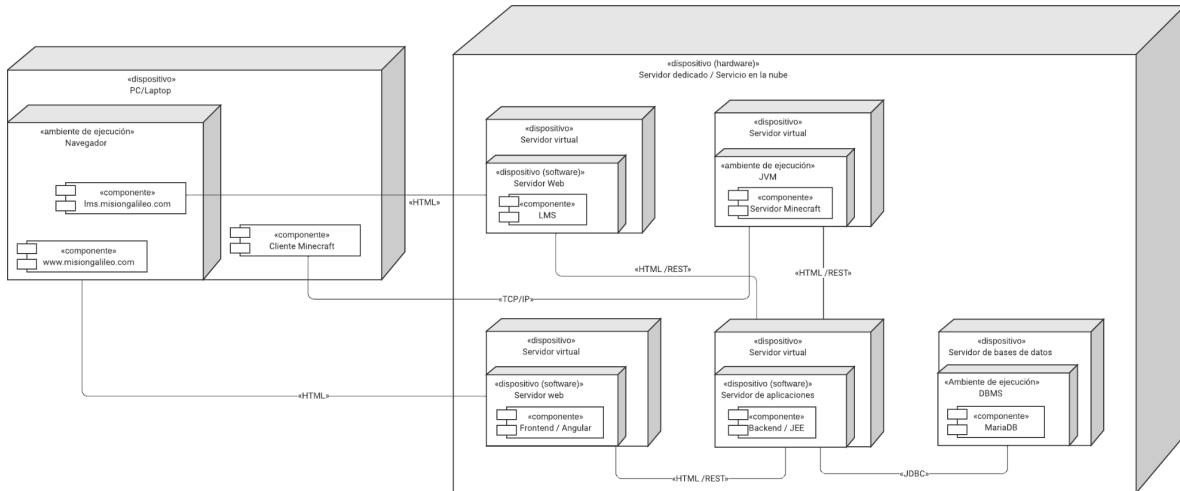 «dispositivo»
PC/Laptop
«ambiente de ejecución»
Navegador
«componente»
lms.misiongalileo.com
«componente»
www.misiongalileo.com
«componente»
Cliente Minecraft
«HTML»
«TCP/IP»
«HTML»
«dispositivo (hardware)»
Servidor dedicado / Servicio en la nube
«dispositivo»
Servidor virtual
«dispositivo (software)»
Servidor Web
«componente»
LMS
«dispositivo»
Servidor virtual
«ambiente de ejecución»
JVM
«componente»
Servidor Minecraft
«HTML /REST»
«HTML /REST»
«dispositivo»
Servidor virtual
«dispositivo (software)»
Servidor web
«componente»
Frontend / Angular
«dispositivo»
Servidor virtual
«dispositivo (software)»
Servidor de aplicaciones
«componente»
Backend / JEE
«dispositivo»
Servidor de bases de datos
«Ambiente de ejecución»
DBMS
«componente»
MariaDB
«HTML /REST»
«JDBC»